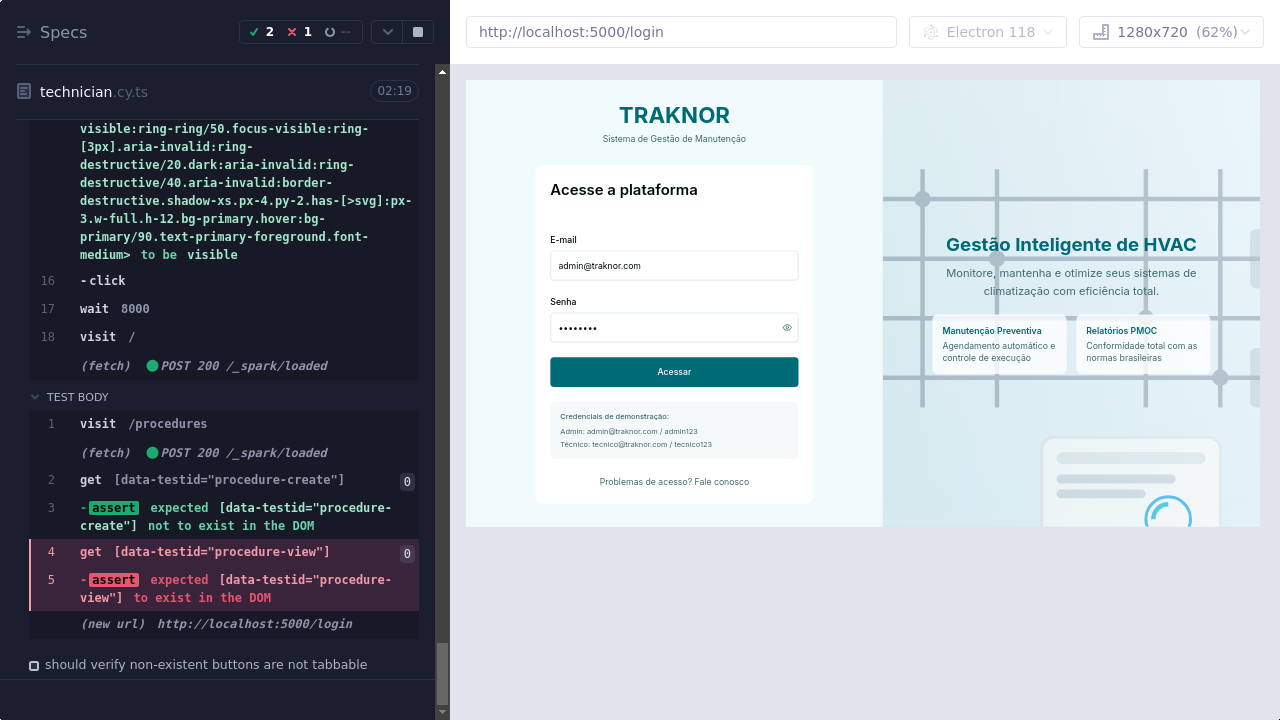 Specs
2
1
--
technician.cy.ts
02:19
visible:ring-ring/50.focus-visible:ring-
[3px].aria-invalid:ring-
destructive/20.dark:aria-invalid:ring-
destructive/40.aria-invalid:border-
destructive.shadow-xs.px-4.py-2.has-[>svg]:px-
3.w-full.h-12.bg-primary.hover:bg-
primary/90.text-primary-foreground.font-
medium> to be visible
16 -click
17 wait 8000
18 visit /
(fetch) POST 200 /_spark/loaded
TEST BODY
1 visit /procedures
(fetch) POST 200 /_spark/loaded
2 get [data-testid="procedure-create"] 0
3 -assert expected [data-testid="procedure-
create"] not to exist in the DOM
4 get [data-testid="procedure-view"] 0
5 -assert expected [data-testid="procedure-
view"] to exist in the DOM
(new url) http://localhost:5000/login
should verify non-existent buttons are not tabbable
http://localhost:5000/login
Electron 118
1280x720 (62%)
TRAKNOR
Sistema de Gestão de Manutenção
Acesse a plataforma
E-mail
admin@traknor.com
Senha
••••••••
Acessar
Credenciais de demonstração:
Admin: admin@traknor.com / admin123
Técnico: tecnico@traknor.com / tecnico123
Problemas de acesso? Fale conosco
Gestão Inteligente de HVAC
Monitore, mantenha e otimize seus sistemas de
climatização com eficiência total.
Manutenção Preventiva
Agendamento automático e
controle de execução
Relatórios PMOC
Conformidade total com as
normas brasileiras